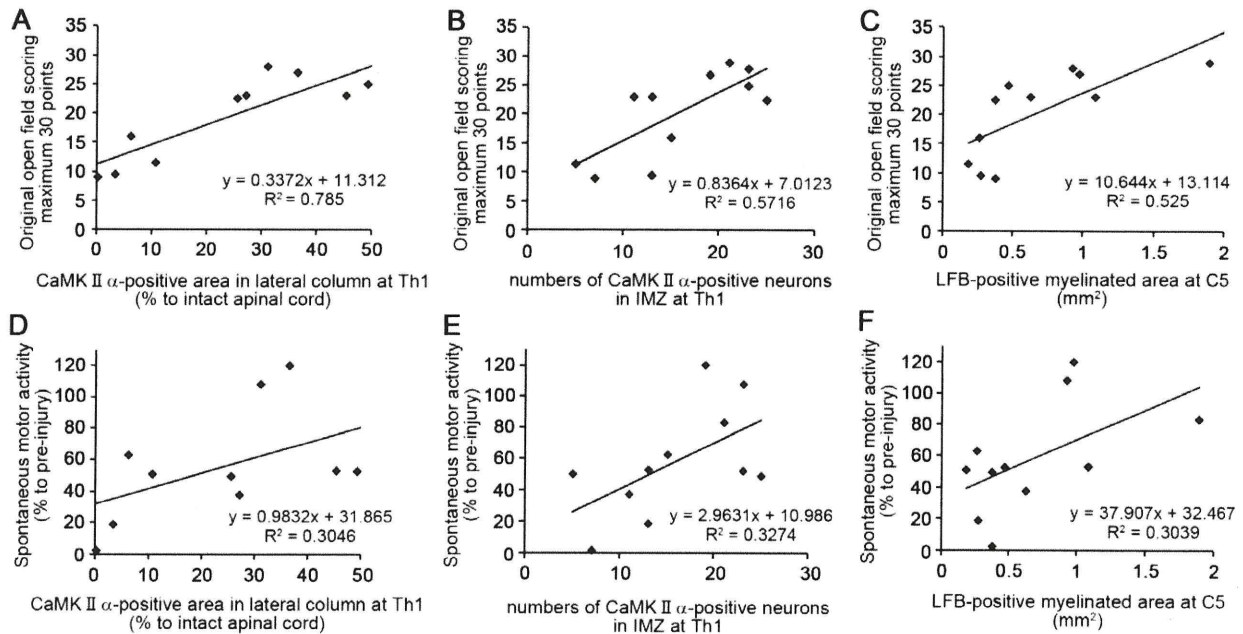 A
Original open field scoring
maximum 30 points
35
30
25
20
15
10
5
0
y = 0.3372x + 11.312
R² = 0.785
0 10 20 30 40 50
CaMK II α-positive area in lateral column at Th1
(% to intact apinal cord)
B
Original open field scoring
maximum 30 points
35
30
25
20
15
10
5
0
y = 0.8364x + 7.0123
R² = 0.5716
0 10 20 30
numbers of CaMK II α-positive neurons
in IMZ at Th1
C
Original open field scoring
maximum 30 points
35
30
25
20
15
10
5
0
y = 10.644x + 13.114
R² = 0.525
0 0.5 1 1.5 2
LFB-positive myelinated area at C5
(mm²)
D
Spontaneous motor activity
(% to pre-injury)
120
100
80
60
40
20
0
y = 0.9832x + 31.865
R² = 0.3046
0 10 20 30 40 50
CaMK II α-positive area in lateral column at Th1
(% to intact apinal cord)
E
Spontaneous motor activity
(% to pre-injury)
120
100
80
60
40
20
0
y = 2.9631x + 10.986
R² = 0.3274
0 10 20 30
numbers of CaMK II α-positive neurons
in IMZ at Th1
F
Spontaneous motor activity
(% to pre-injury)
120
100
80
60
40
20
0
y = 37.907x + 32.467
R² = 0.3039
0 0.5 1 1.5 2
LFB-positive myelinated area at C5
(mm²)